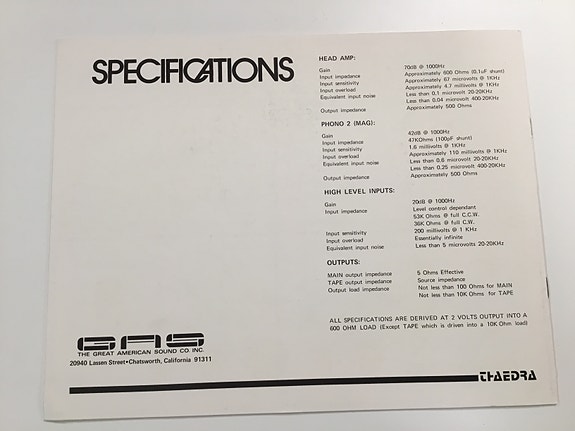 SPECIFICATIONS
HEAD AMP:
Gain 70dB @ 1000Hz
Input impedance Approximately 600 Ohms (0.1uF shunt)
Input sensitivity Approximately 67 microvolts @ 1KHz
Input overload Approximately 4.7 millivolts @ 1KHz
Equivalent input noise Less than 0.1 microvolt 20-20KHz
Less than 0.04 microvolt 400-20KHz
Output impedance Approximately 500 Ohms
PHONO 2 (MAG):
Gain 42dB @ 1000Hz
Input impedance 47KOhms (100pF shunt)
Input sensitivity 1.6 millivolts @ 1KHz
Input overload Approximately 110 millivolts @ 1KHz
Equivalent input noise Less than 0.6 microvolt 20-20KHz
Less than 0.25 microvolt 400-20KHz
Output impedance Approximately 500 Ohms
HIGH LEVEL INPUTS:
Gain 20dB @ 1000Hz
Input impedance Level control dependant
53K Ohms @ full C.C.W.
36K Ohms @ full C.W.
Input sensitivity 200 millivolts @ 1 KHz
Input overload Essentially infinite
Equivalent input noise Less than 5 microvolts 20-20KHz
OUTPUTS:
MAIN output impedance 5 Ohms Effective
TAPE output impedance Source impedance
Output load impedance Not less than 100 Ohms for MAIN
Not less than 10K Ohms for TAPE
ALL SPECIFICATIONS ARE DERIVED AT 2 VOLTS OUTPUT INTO A
600 OHM LOAD (Except TAPE which is driven into a 10K Ohm load)
GAS
THE GREAT AMERICAN SOUND CO. INC.
20940 Lassen Street•Chatsworth, California 91311
THAEDRA